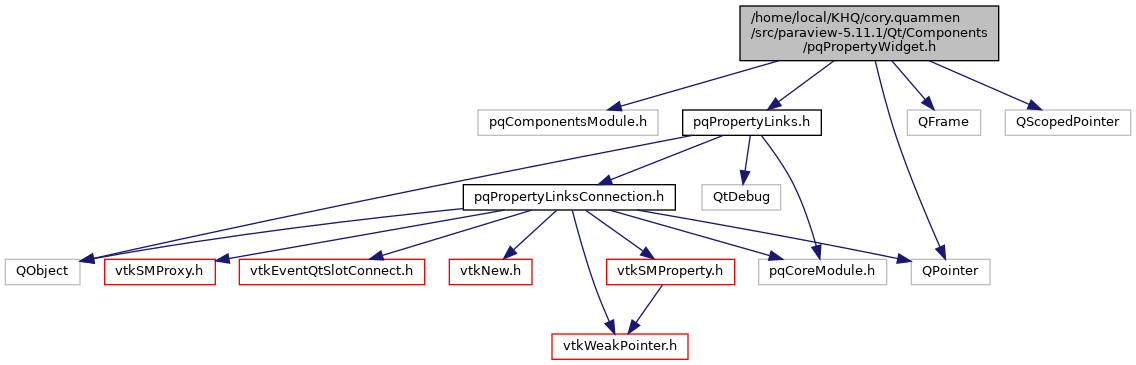 /home/local/KHQ/cory.quammen
/src/paraview-5.11.1/Qt/Components
/pqPropertyWidget.h
pqComponentsModule.h
pqPropertyLinks.h
QFrame
QScopedPointer
pqPropertyLinksConnection.h
QtDebug
QObject
vtkSMProxy.h
vtkEventQtSlotConnect.h
vtkNew.h
vtkSMProperty.h
pqCoreModule.h
QPointer
vtkWeakPointer.h